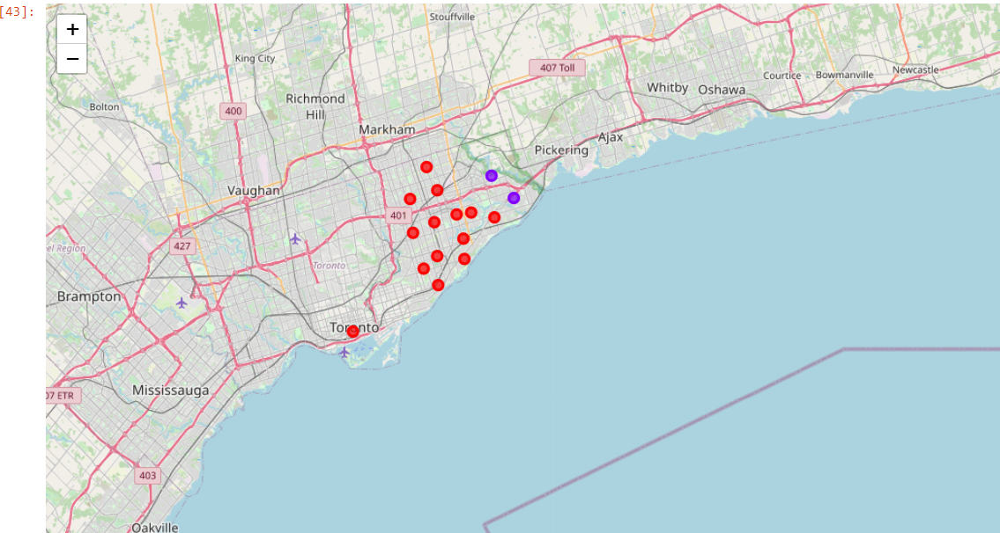 [43]:
+
−
Stouffville
King City
407 Toll
Courtice
Bowmanville
Newcastle
Whitby
Oshawa
Bolton
400
Richmond
Hill
Markham
Ajax
Pickering
Vaughan
401
427
el Region
Toronto
Brampton
Toronto
Mississauga
07 ETR
403
Oakville